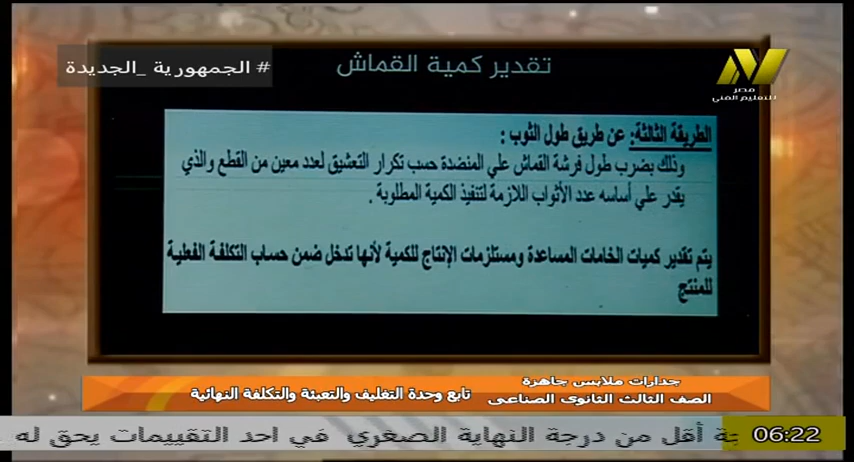 # الجمهورية _الجديدة
تقدير كمية القماش
مصر
للتعليم الفنى
الطريقة الثالثة: عن طريق طول الثوب :
وذلك بضرب طول فرشة القماش علي المنضدة حسب تكرار التعشيق لعدد معين من القطع والذي
يقدر علي أساسه عدد الأثواب اللازمة لتنفيذ الكمية المطلوبة .
يتم تقدير كميات الخامات المساعدة ومستلزمات الإنتاج للكمية لأنها تدخل ضمن حساب التكلفة الفعلية
للمنتج
جدارات ملابس جاهزة
الصف الثالث الثانوى الصناعى
تابع وحدة التغليف والتعبئة والتكلفة النهائية
أقل من درجة النهاية الصغري في احد التقييمات يحق له
06:22